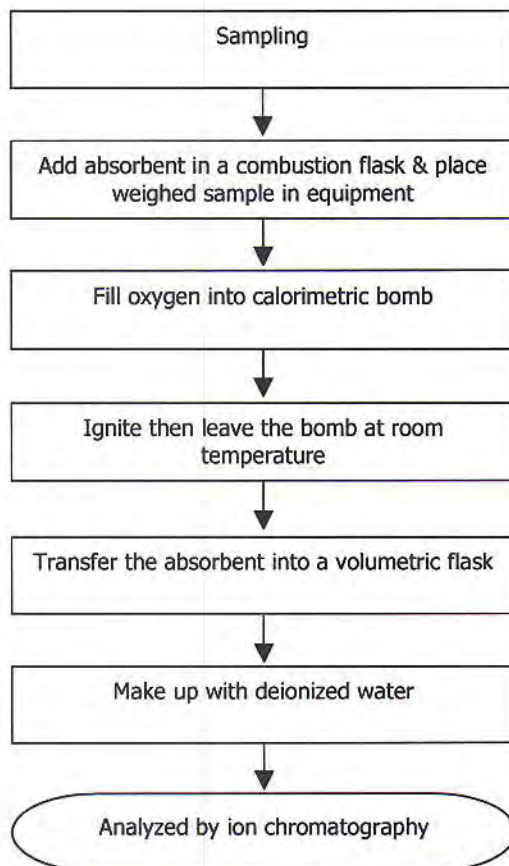 Sampling
Add absorbent in a combustion flask & place
weighed sample in equipment
Fill oxygen into calorimetric bomb
Ignite then leave the bomb at room
temperature
Transfer the absorbent into a volumetric flask
Make up with deionized water
Analyzed by ion chromatography